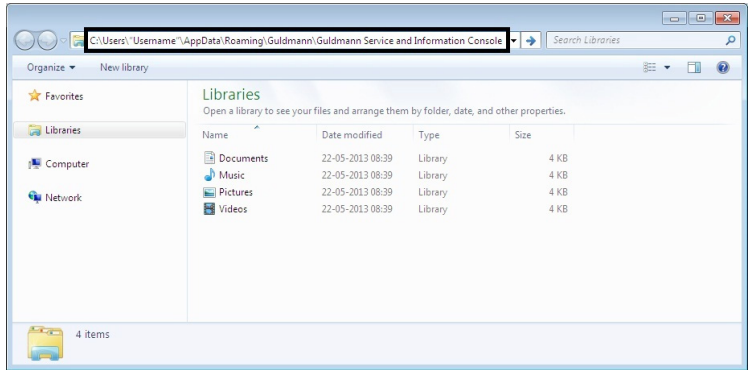 C:\Users\"Username"\AppData\Roaming\Guldmann\Guldmann Service and Information Console
Search Libraries
Organize
New library
Favorites
Libraries
Computer
Network
Libraries
Open a library to see your files and arrange them by folder, date, and other properties.
Name Date modified Type Size
Documents 22-05-2013 08:39 Library 4 KB
Music 22-05-2013 08:39 Library 4 KB
Pictures 22-05-2013 08:39 Library 4 KB
Videos 22-05-2013 08:39 Library 4 KB
4 items